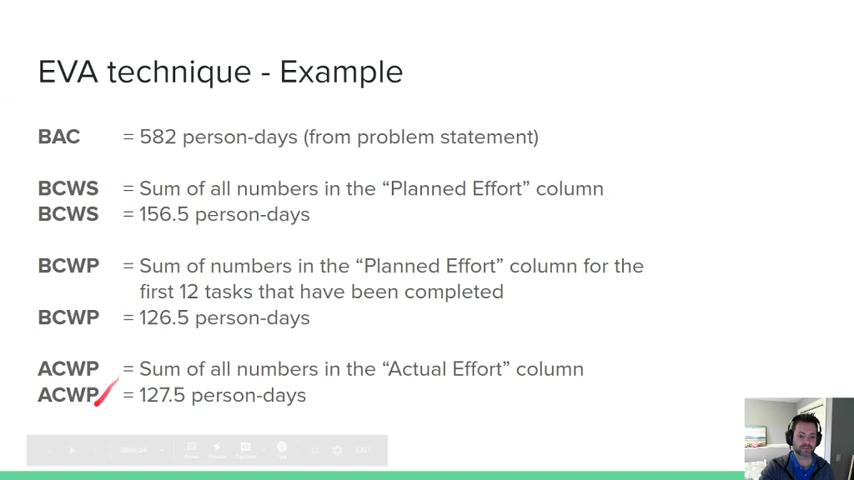 EVA technique - Example
BAC = 582 person-days (from problem statement)
BCWS = Sum of all numbers in the “Planned Effort” column
BCWS = 156.5 person-days
BCWP = Sum of numbers in the “Planned Effort” column for the
first 12 tasks that have been completed
BCWP = 126.5 person-days
ACWP = Sum of all numbers in the “Actual Effort” column
ACWP = 127.5 person-days